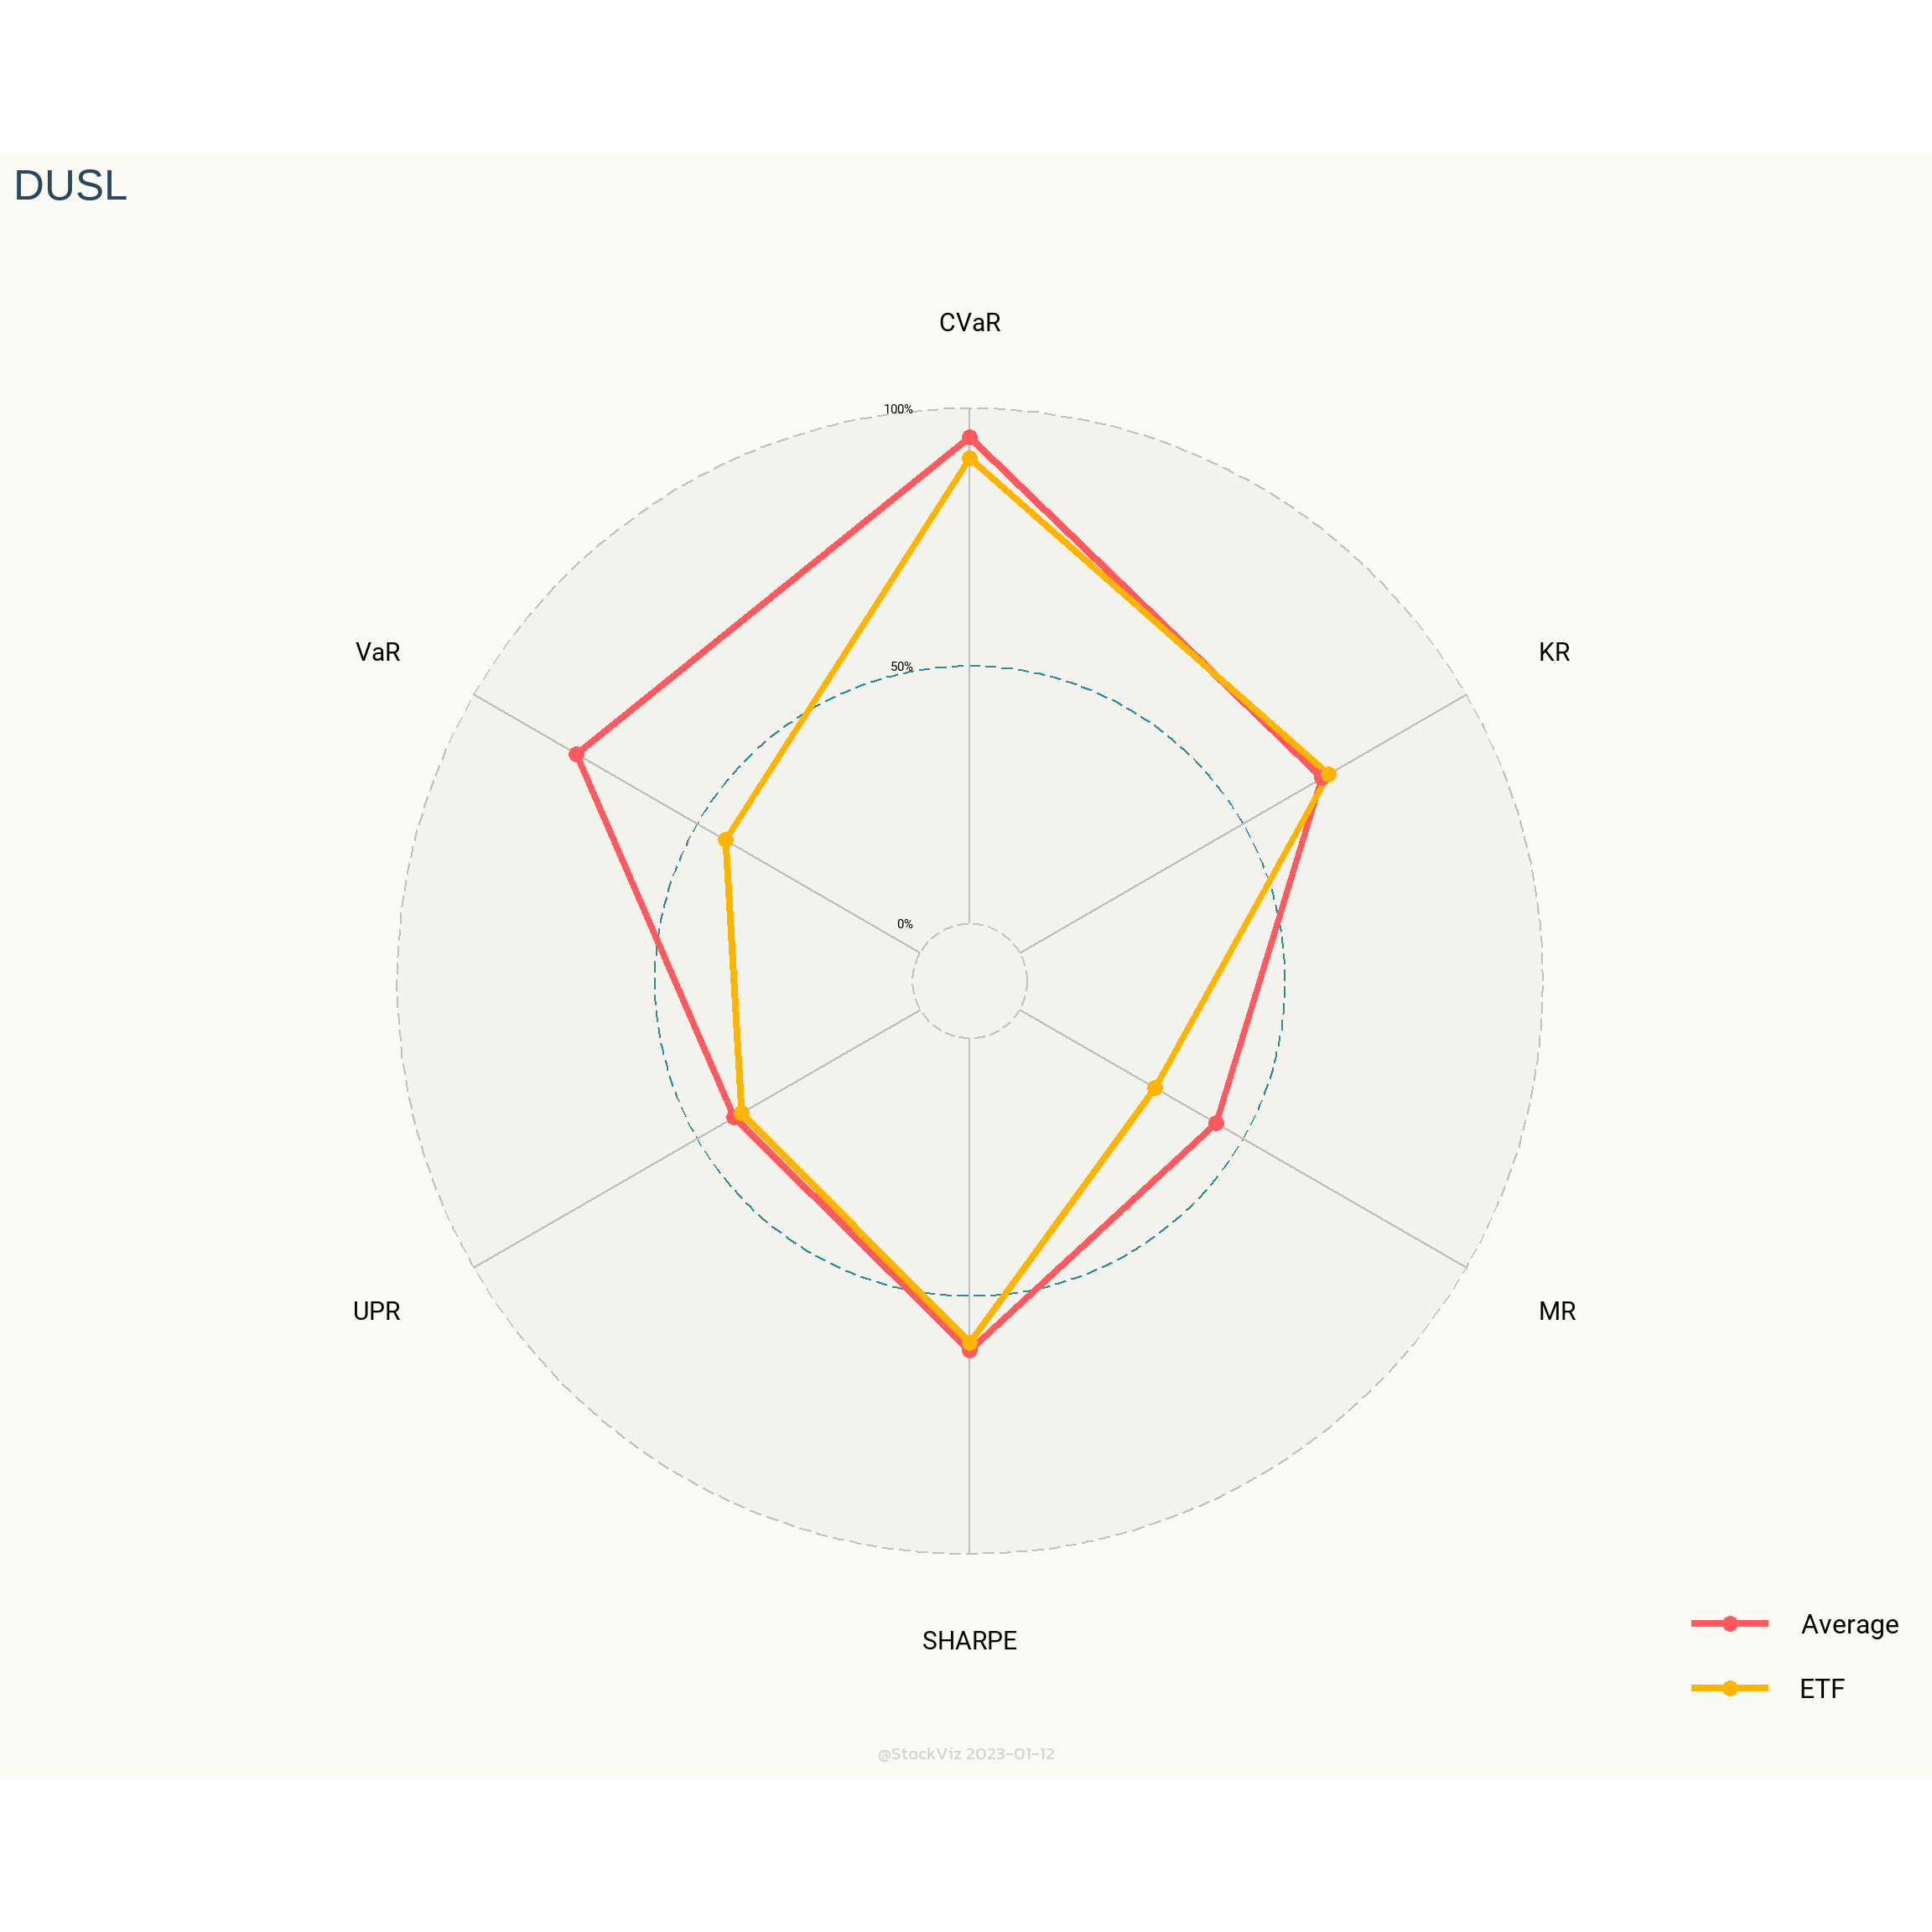 DUSL
CVaR
100%
KR
VaR
50%
0%
UPR
MR
SHARPE
Average
ETF
@StockViz 2023-01-12